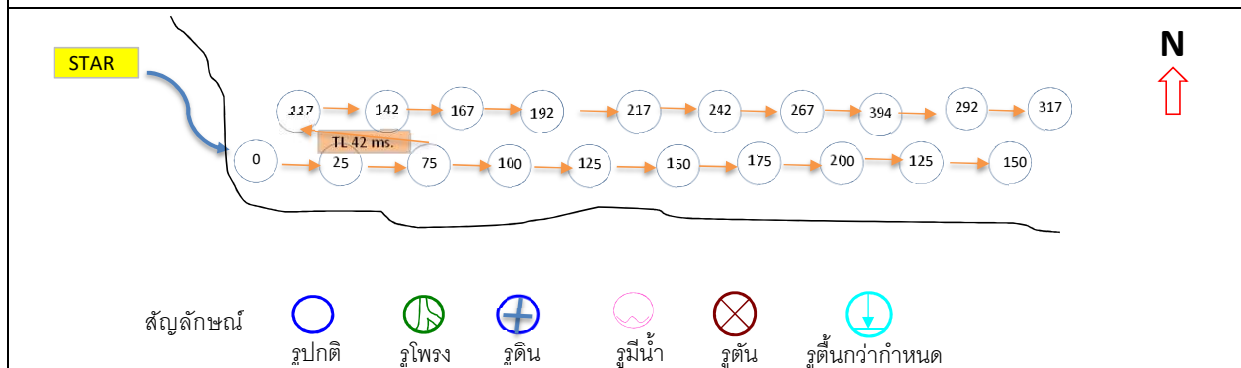 N
STAR
117 142 167 192 217 242 267 394 292 317
TL 42 ms.
0 25 75 100 125 150 175 200 125 150
สัญลักษณ์
รูปกติ รูโพรง รูดิน รูมีน้ำ รูตัน รูตื้นกว่ากำหนด